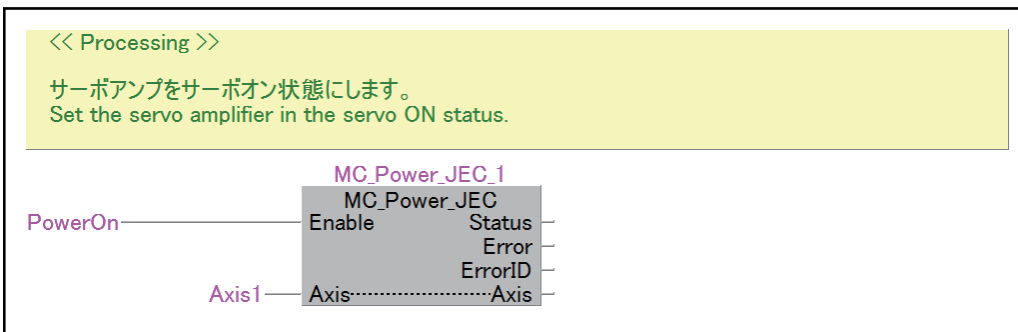 << Processing >>
サーボアンプをサーボオン状態にします。
Set the servo amplifier in the servo ON status.
MC_Power_JEC_1
MC_Power_JEC
PowerOn Enable Status
Error
ErrorID
Axis1 Axis Axis